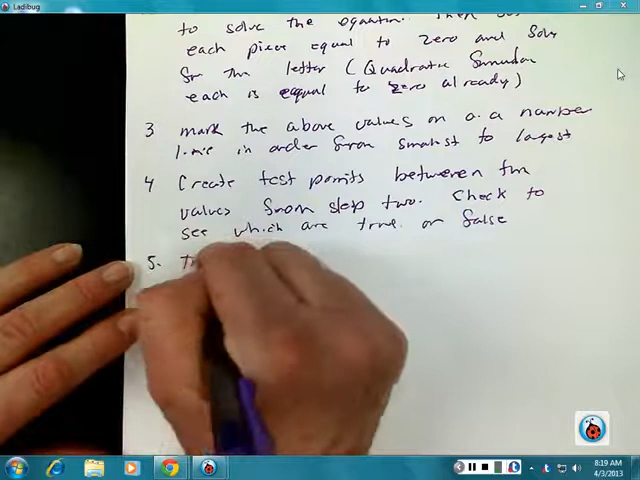 Ladibug
to solve the equation. Then
each piece equal to zero and Solv
for the letter (Quadratic formula
each is equal to zero already)
3 mark the above values on a number
line in order from smallest to largest
4 Create test points between the
values from step two. Check to
see which are true or false
5. T
8:19 AM
4/3/2013